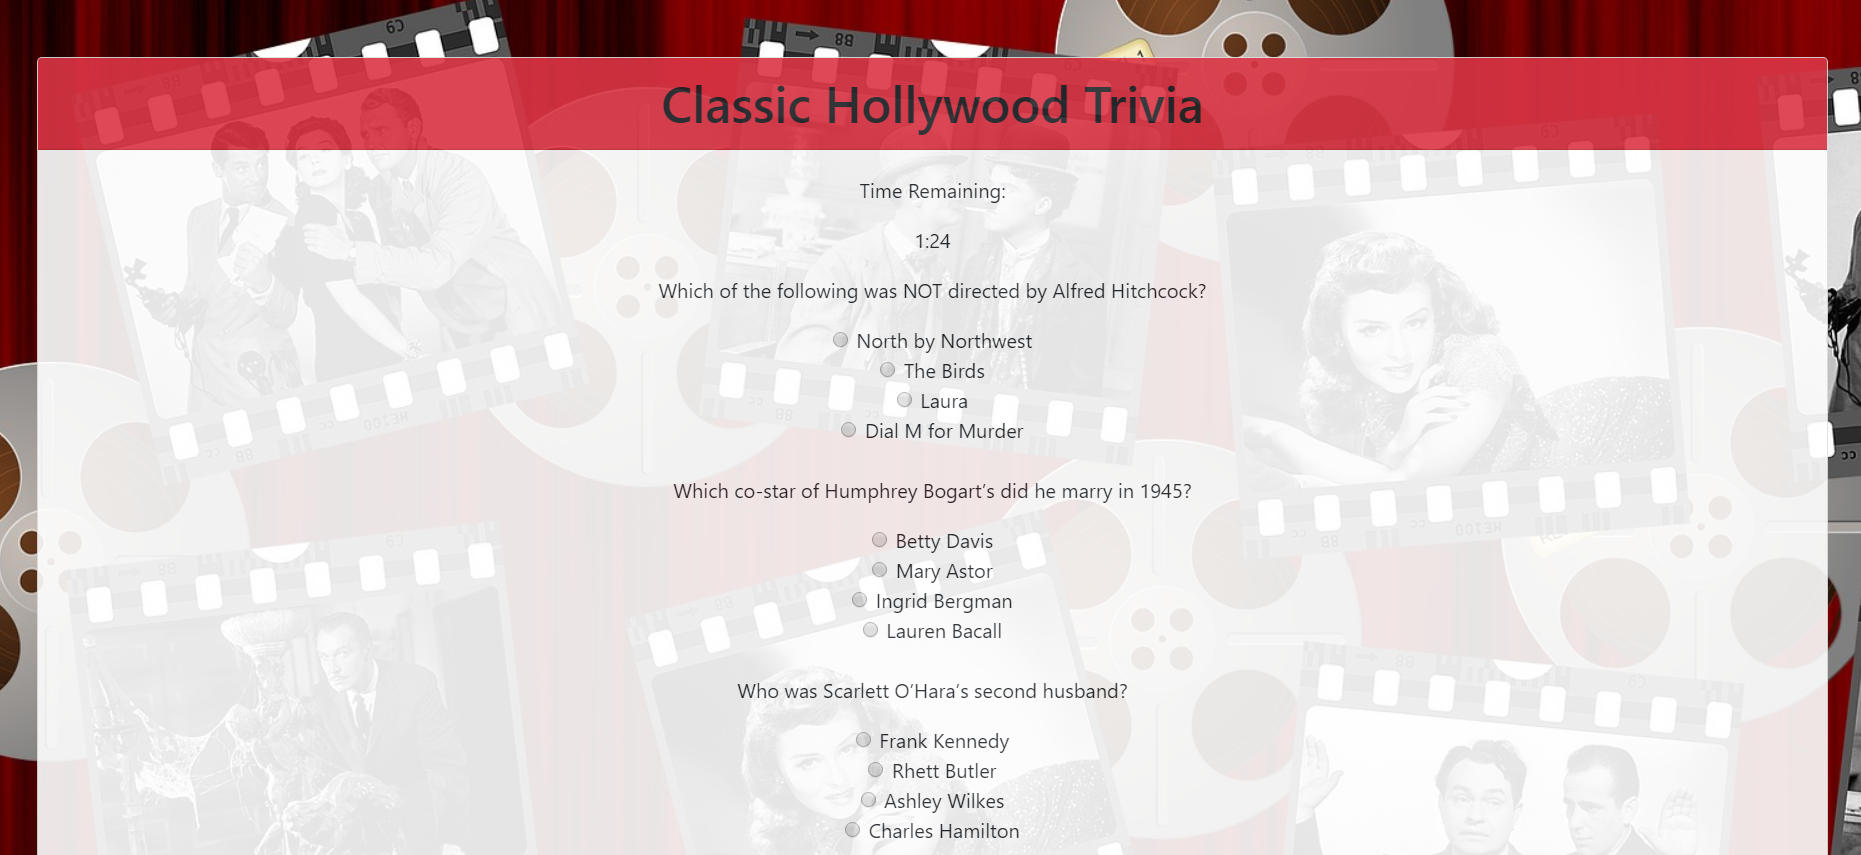 Classic Hollywood Trivia
Time Remaining:
1:24
Which of the following was NOT directed by Alfred Hitchcock?
North by Northwest
The Birds
Laura
Dial M for Murder
Which co-star of Humphrey Bogart’s did he marry in 1945?
Betty Davis
Mary Astor
Ingrid Bergman
Lauren Bacall
Who was Scarlett O’Hara’s second husband?
Frank Kennedy
Rhett Butler
Ashley Wilkes
Charles Hamilton